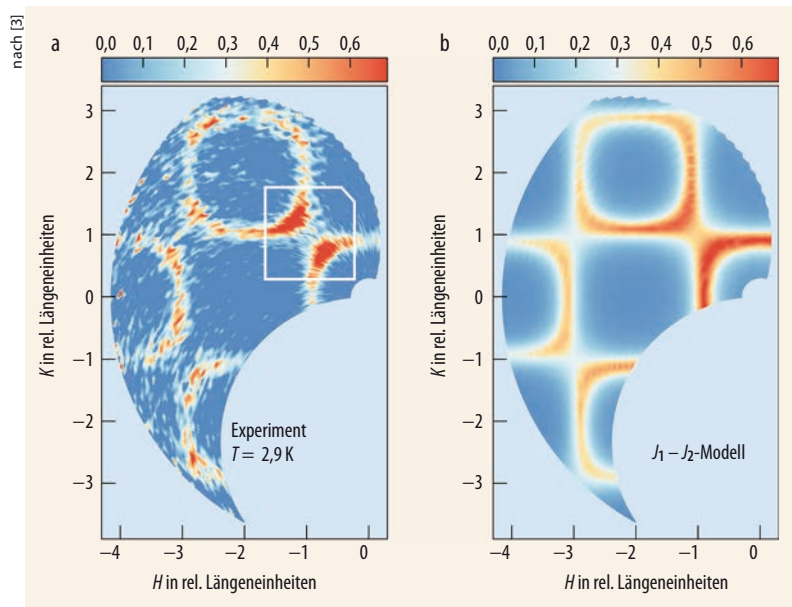 nach [3]
a
0,0 0,1 0,2 0,3 0,4 0,5 0,6
3
2
1
0
−1
−2
−3
K in rel. Längeneinheiten
Experiment
T = 2,9 K
−4 −3 −2 −1 0
H in rel. Längeneinheiten
b
0,0 0,1 0,2 0,3 0,4 0,5 0,6
3
2
1
0
−1
−2
−3
K in rel. Längeneinheiten
J1 – J2-Modell
−4 −3 −2 −1 0
H in rel. Längeneinheiten